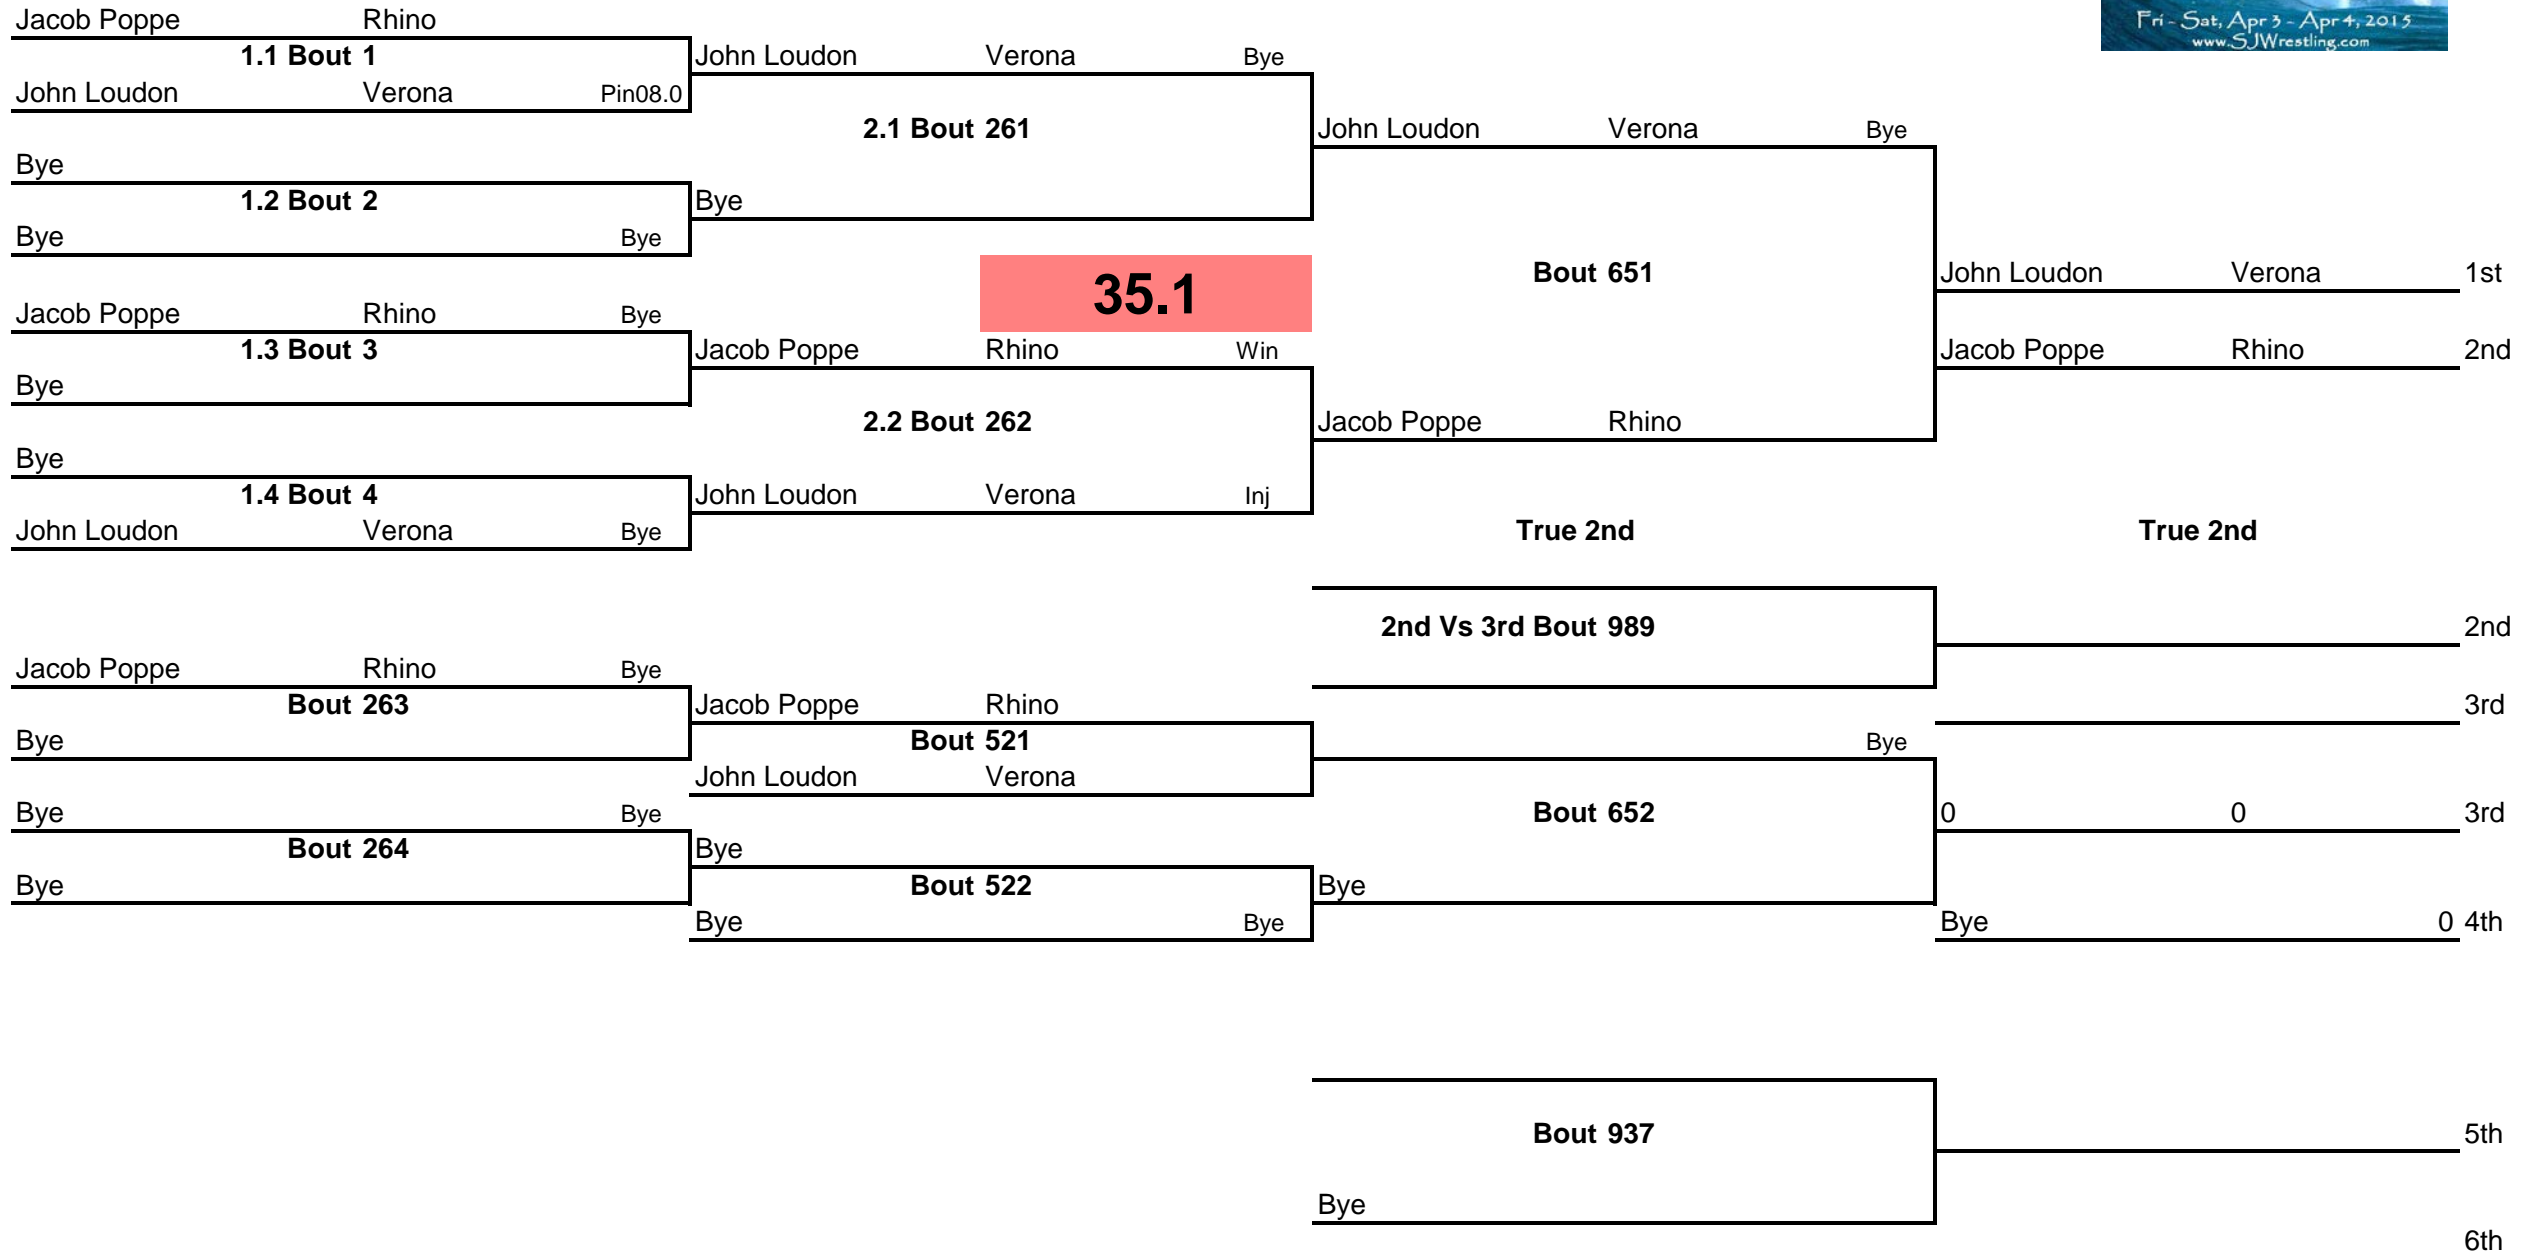 Fri - Sat, Apr 3 - Apr 4, 2015
www.SJWrestling.com
Jacob Poppe Rhino
1.1 Bout 1
John Loudon Verona Bye
John Loudon Verona Pin08.0
2.1 Bout 261
John Loudon Verona Bye
Bye
1.2 Bout 2
Bye
Bye Bye
35.1
Bout 651
John Loudon Verona 1st
Jacob Poppe Rhino Bye
1.3 Bout 3
Jacob Poppe Rhino Win
Jacob Poppe Rhino 2nd
Bye
2.2 Bout 262
Jacob Poppe Rhino
Bye
1.4 Bout 4
John Loudon Verona Inj
John Loudon Verona Bye
True 2nd
True 2nd
2nd Vs 3rd Bout 989
2nd
Jacob Poppe Rhino Bye
Bout 263
Jacob Poppe Rhino
3rd
Bye
Bout 521
Bye
John Loudon Verona
Bye Bye
Bout 652
0 0 3rd
Bout 264
Bye
Bye
Bout 522
Bye
Bye Bye
Bye 0 4th
Bout 937
5th
Bye
6th